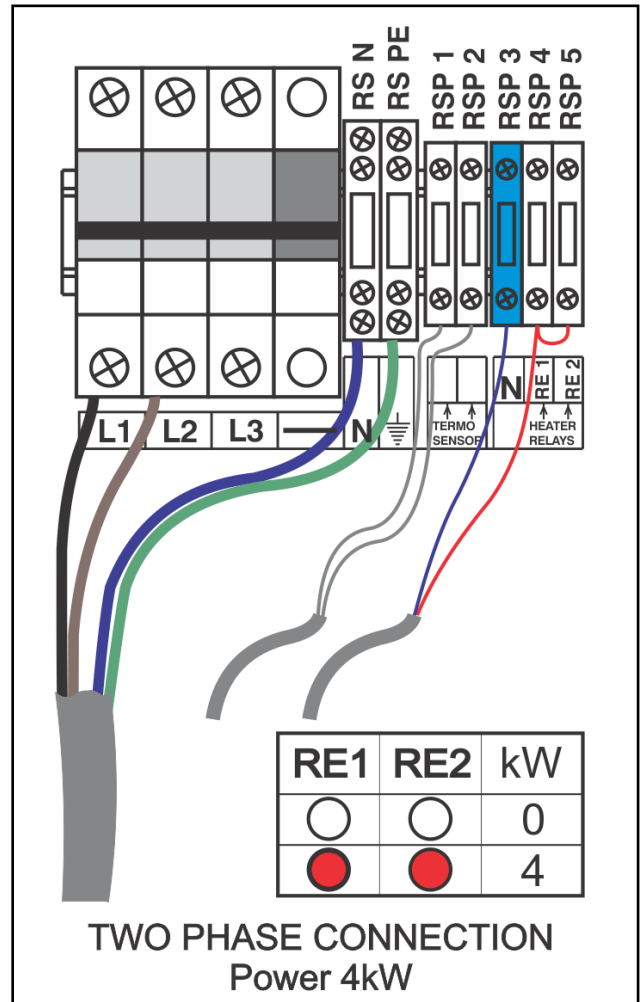 RS N
RS PE
RSP 1
RSP 2
RSP 3
RSP 4
RSP 5
L1 L2 L3 N
TERMO
SENSOR
N
RE 1
RE 2
HEATER
RELAYS
RE1 RE2 kW
0
4
TWO PHASE CONNECTION
Power 4kW